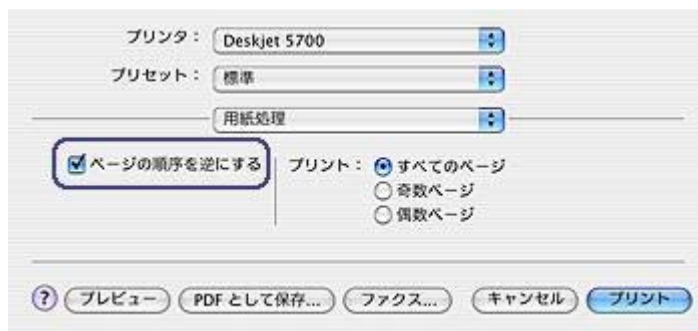 プリンタ： Deskjet 5700
プリセット： 標準
用紙処理
ページの順序を逆にする プリント： すべてのページ
奇数ページ
偶数ページ
? プレビュー PDF として保存... ファクス... キャンセル プリント